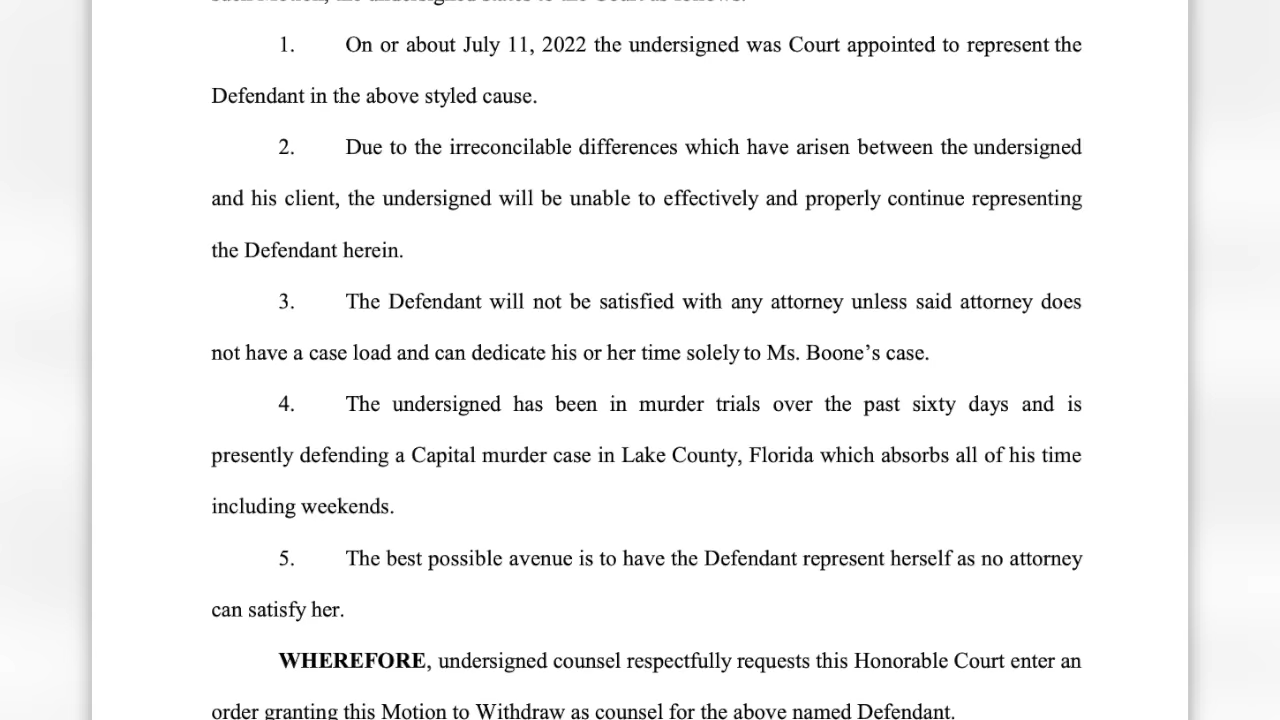 1. On or about July 11, 2022 the undersigned was Court appointed to represent the
Defendant in the above styled cause.
2. Due to the irreconcilable differences which have arisen between the undersigned
and his client, the undersigned will be unable to effectively and properly continue representing
the Defendant herein.
3. The Defendant will not be satisfied with any attorney unless said attorney does
not have a case load and can dedicate his or her time solely to Ms. Boone’s case.
4. The undersigned has been in murder trials over the past sixty days and is
presently defending a Capital murder case in Lake County, Florida which absorbs all of his time
including weekends.
5. The best possible avenue is to have the Defendant represent herself as no attorney
can satisfy her.
WHEREFORE, undersigned counsel respectfully requests this Honorable Court enter an
order granting this Motion to Withdraw as counsel for the above named Defendant.